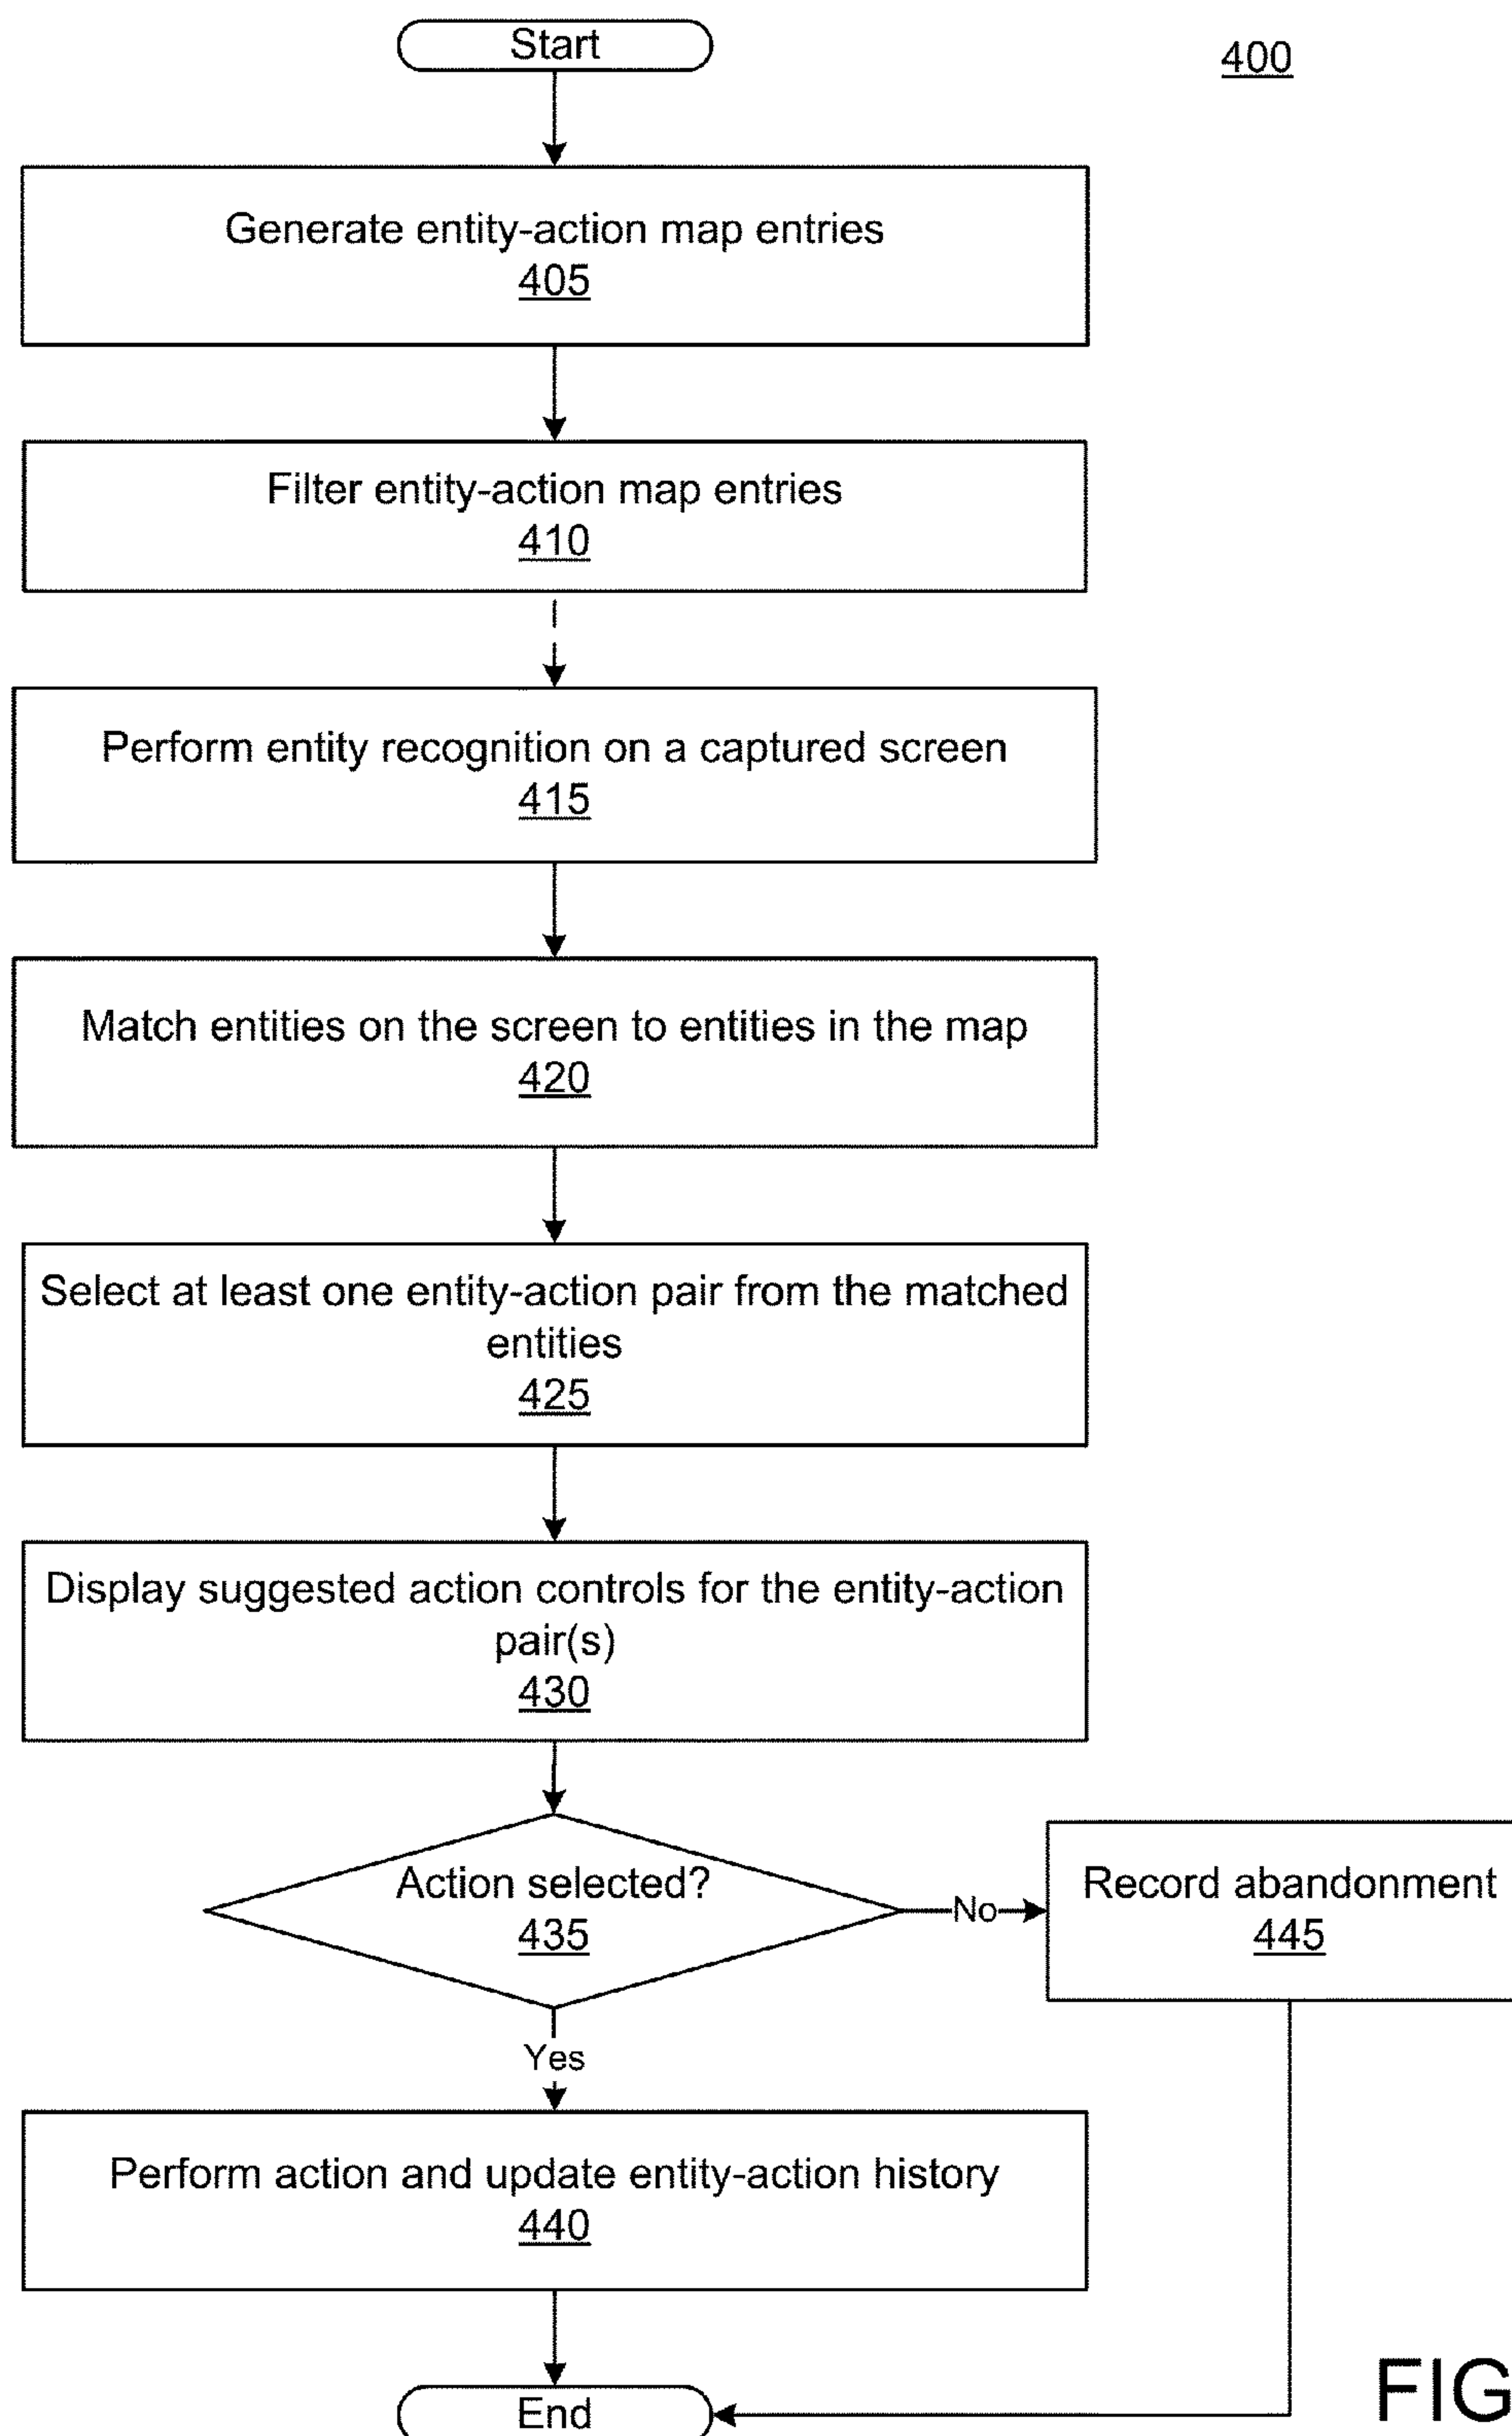 Start
400
Generate entity-action map entries
405
Filter entity-action map entries
410
Perform entity recognition on a captured screen
415
Match entities on the screen to entities in the map
420
Select at least one entity-action pair from the matched
entities
425
Display suggested action controls for the entity-action
pair(s)
430
Action selected?
435
No
Record abandonment
445
Yes
Perform action and update entity-action history
440
End
FIG